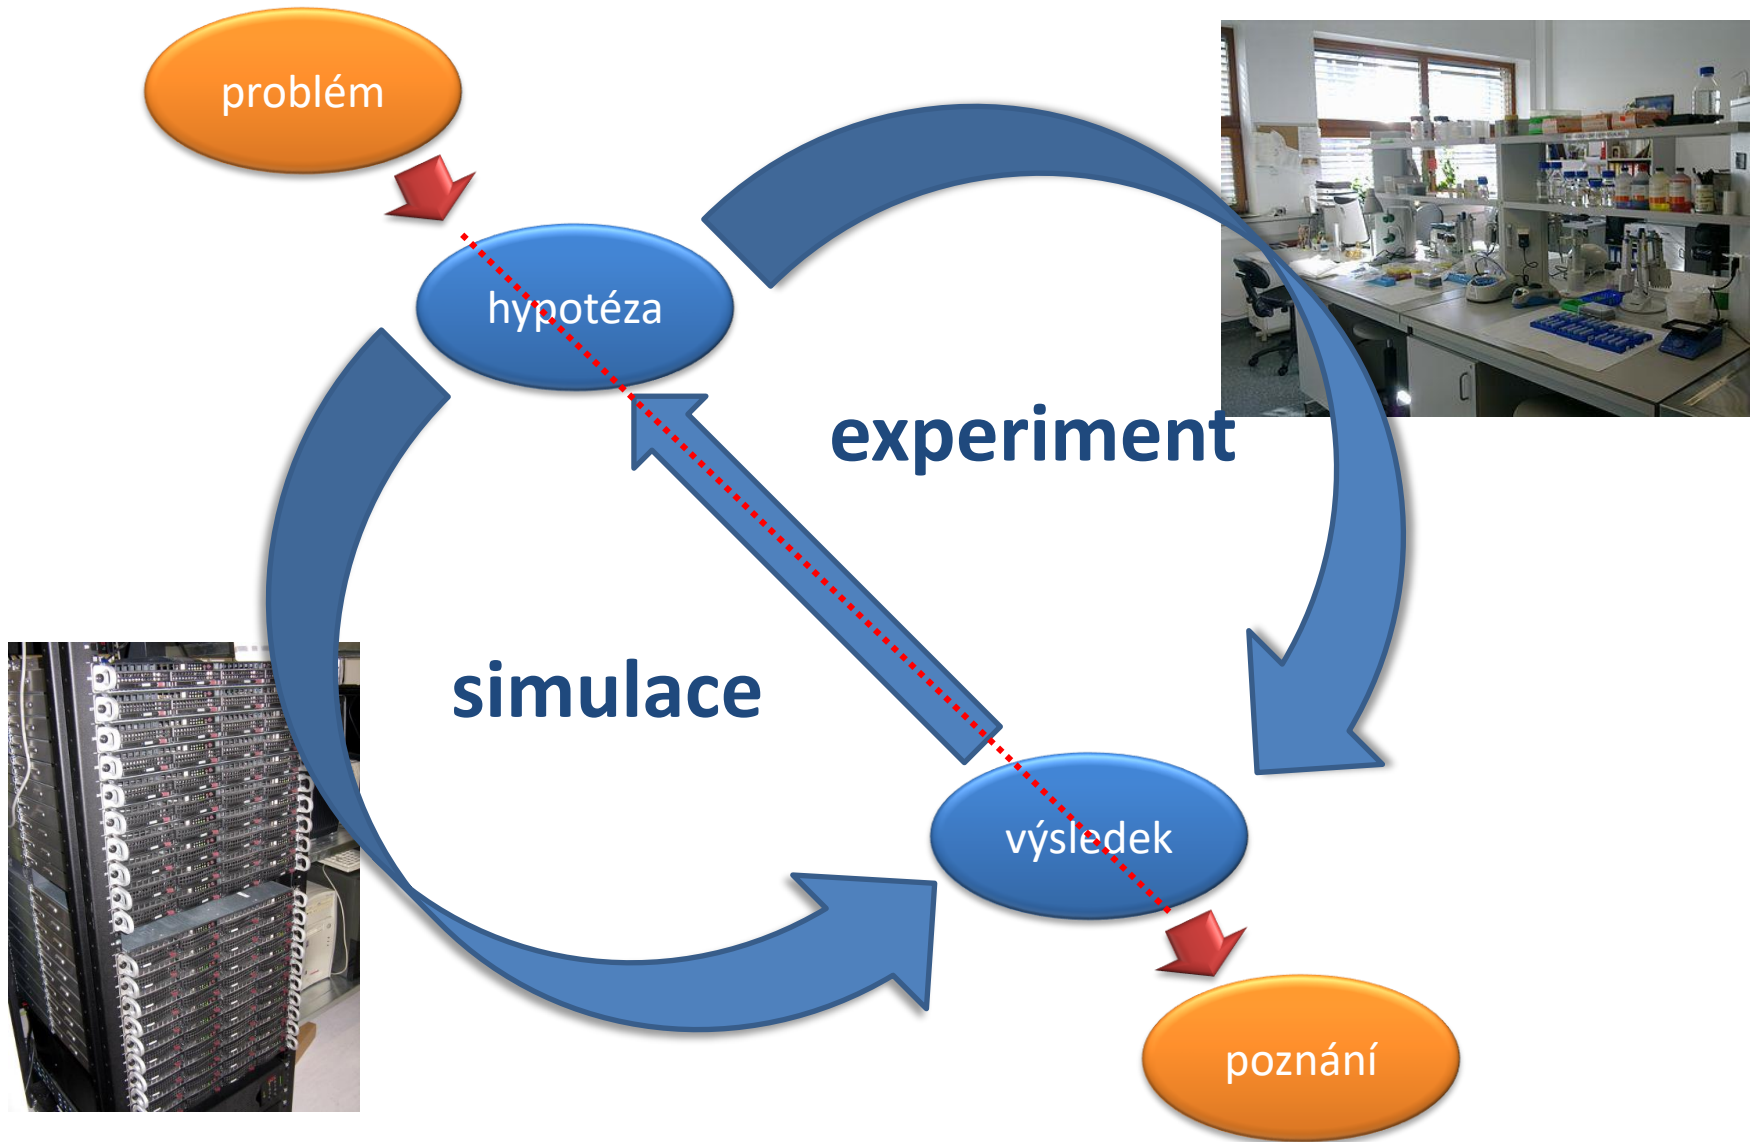 problém
hypotéza
experiment
simulace
výsledek
poznání